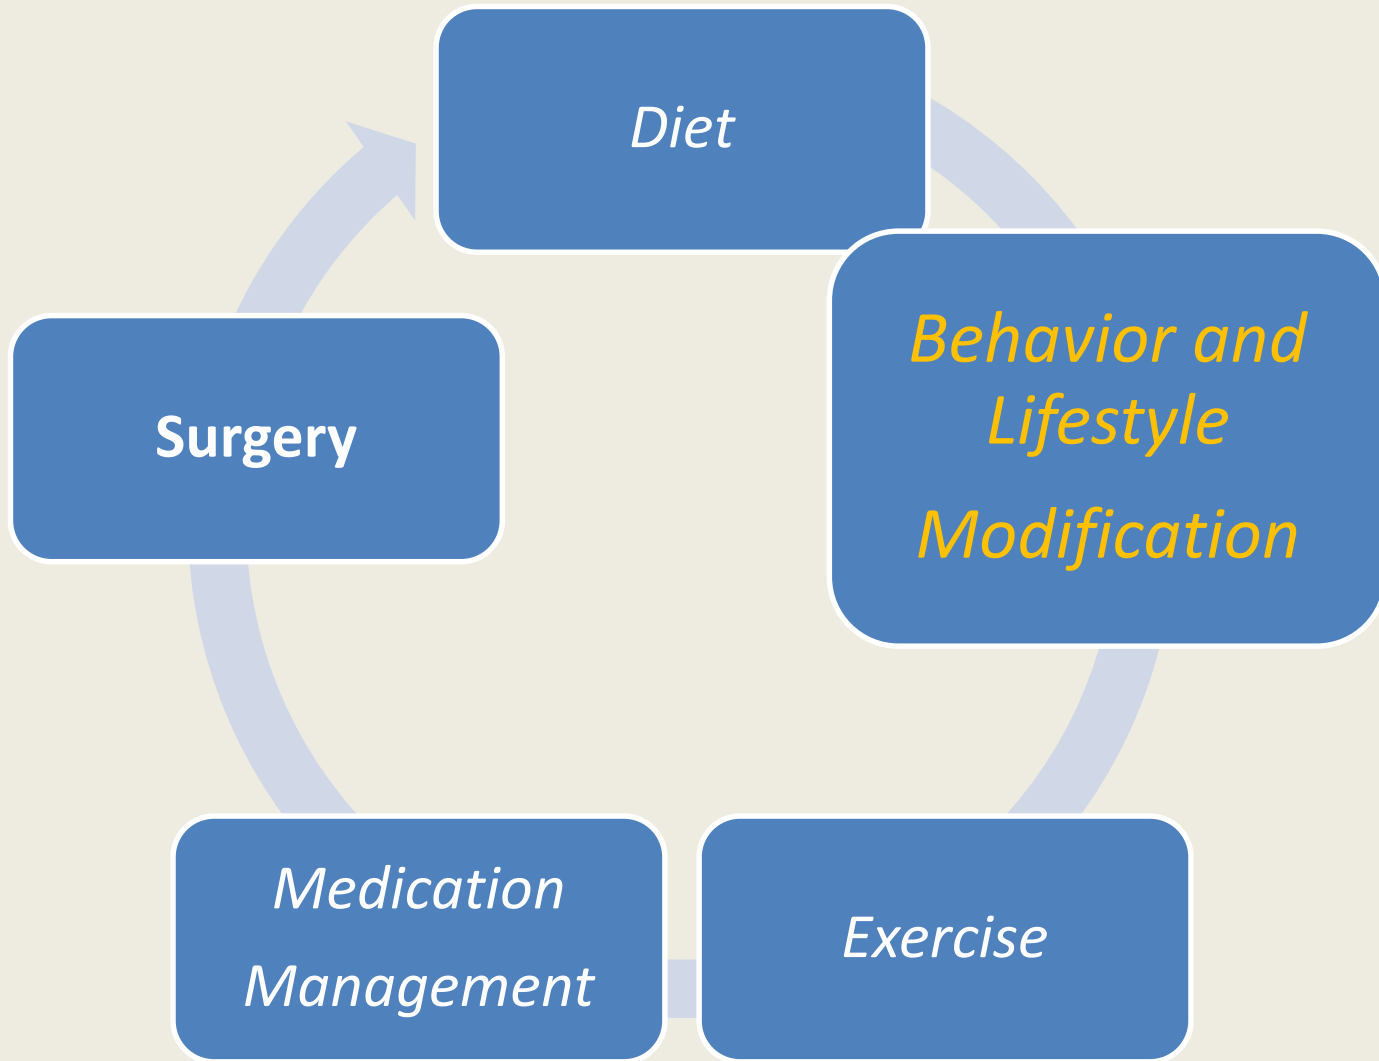 Diet
Behavior and
Lifestyle
Modification
Exercise
Medication
Management
Surgery